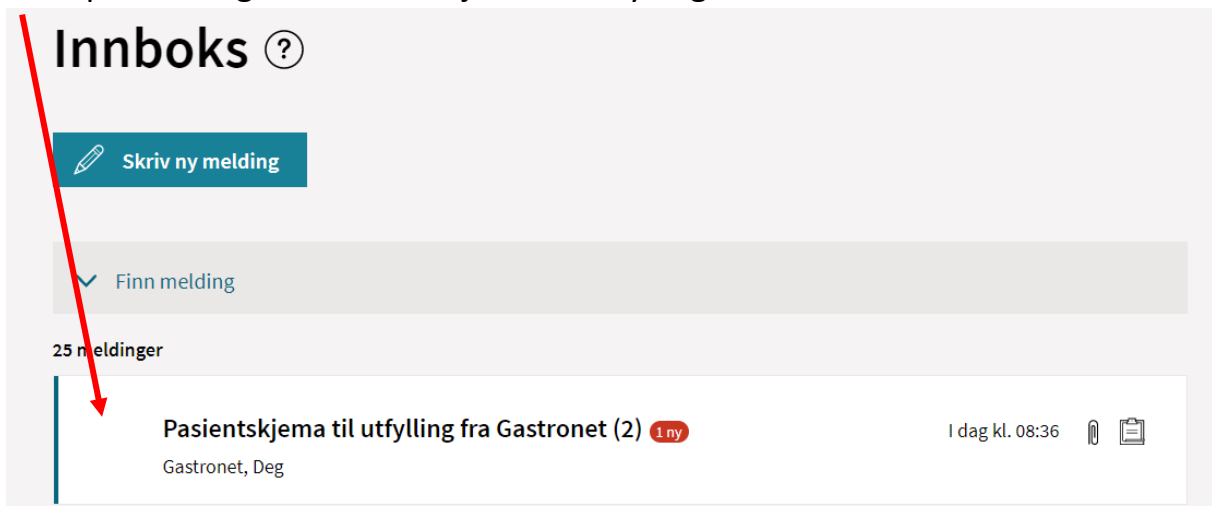 Innboks ?
Skriv ny melding
Finn melding
25 meldinger
Pasientskjema til utfylling fra Gastronet (2) 1 ny
I dag kl. 08:36
Gastronet, Deg